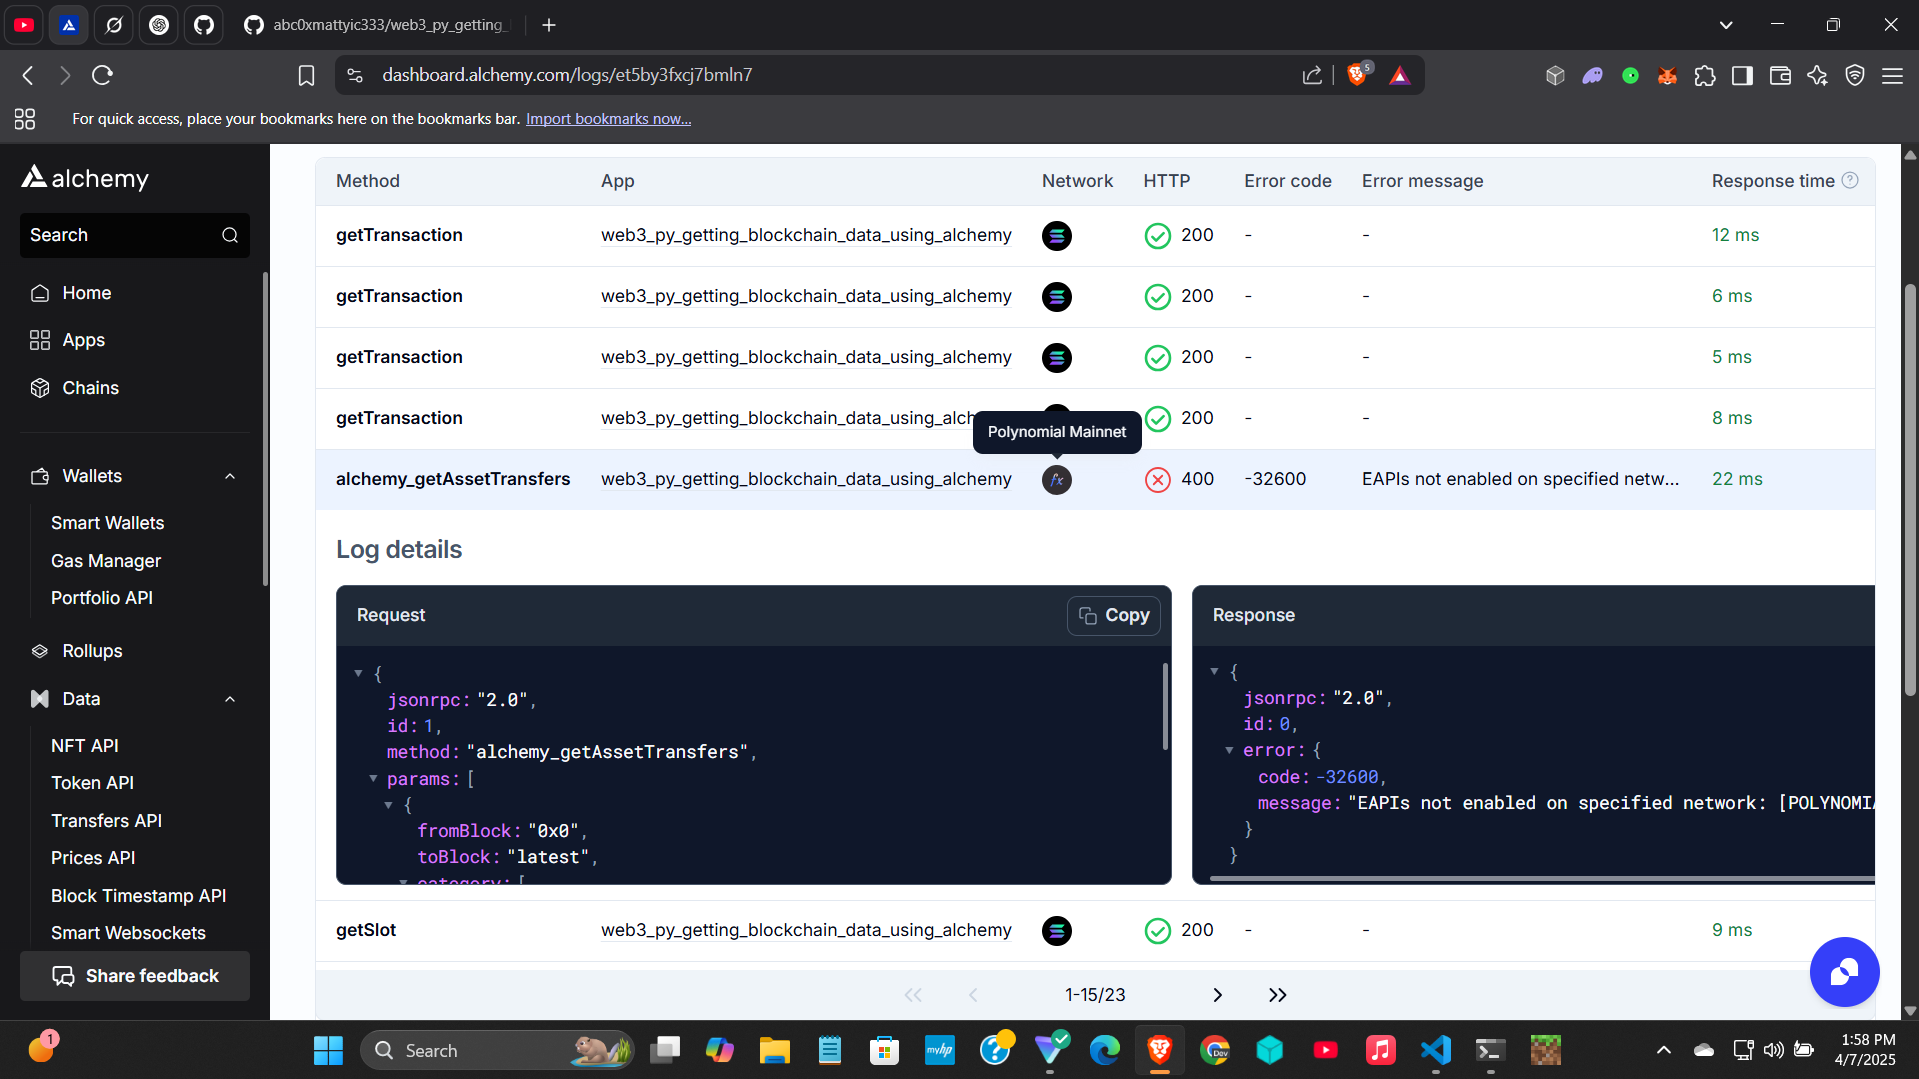 abc0xmattyic333/web3_py_getting_
dashboard.alchemy.com/logs/et5by3fxcj7bmln7
5
For quick access, place your bookmarks here on the bookmarks bar. Import bookmarks now...
alchemy
Search
Home
Apps
Chains
Wallets
Smart Wallets
Gas Manager
Portfolio API
Rollups
Data
NFT API
Token API
Transfers API
Prices API
Block Timestamp API
Smart Websockets
Share feedback
Method App Network HTTP Error code Error message Response time
getTransaction web3_py_getting_blockchain_data_using_alchemy 200 - - 12 ms
getTransaction web3_py_getting_blockchain_data_using_alchemy 200 - - 6 ms
getTransaction web3_py_getting_blockchain_data_using_alchemy 200 - - 5 ms
getTransaction web3_py_getting_blockchain_data_using_alch 200 - - 8 ms
Polynomial Mainnet
alchemy_getAssetTransfers web3_py_getting_blockchain_data_using_alchemy fx 400 -32600 EAPIs not enabled on specified netw... 22 ms
Log details
Request Copy
{
jsonrpc: "2.0",
id: 1,
method: "alchemy_getAssetTransfers",
params: [
{
fromBlock: "0x0",
toBlock: "latest",
category: [
Response
{
jsonrpc: "2.0",
id: 0,
error: {
code: -32600,
message: "EAPIs not enabled on specified network: [POLYNOMIA
}
}
getSlot web3_py_getting_blockchain_data_using_alchemy 200 - - 9 ms
1-15/23
1
Search
myhp
Dev
1:58 PM
4/7/2025